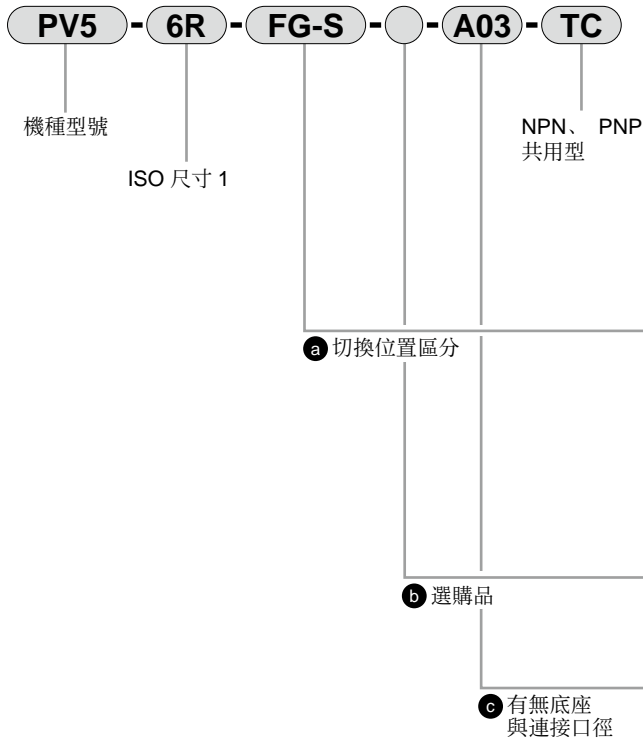 PV5 - 6R - FG-S - - A03 - TC
機種型號
NPN、 PNP
共用型
ISO 尺寸 1
a 切換位置區分
b 選購品
c 有無底座
與連接口徑